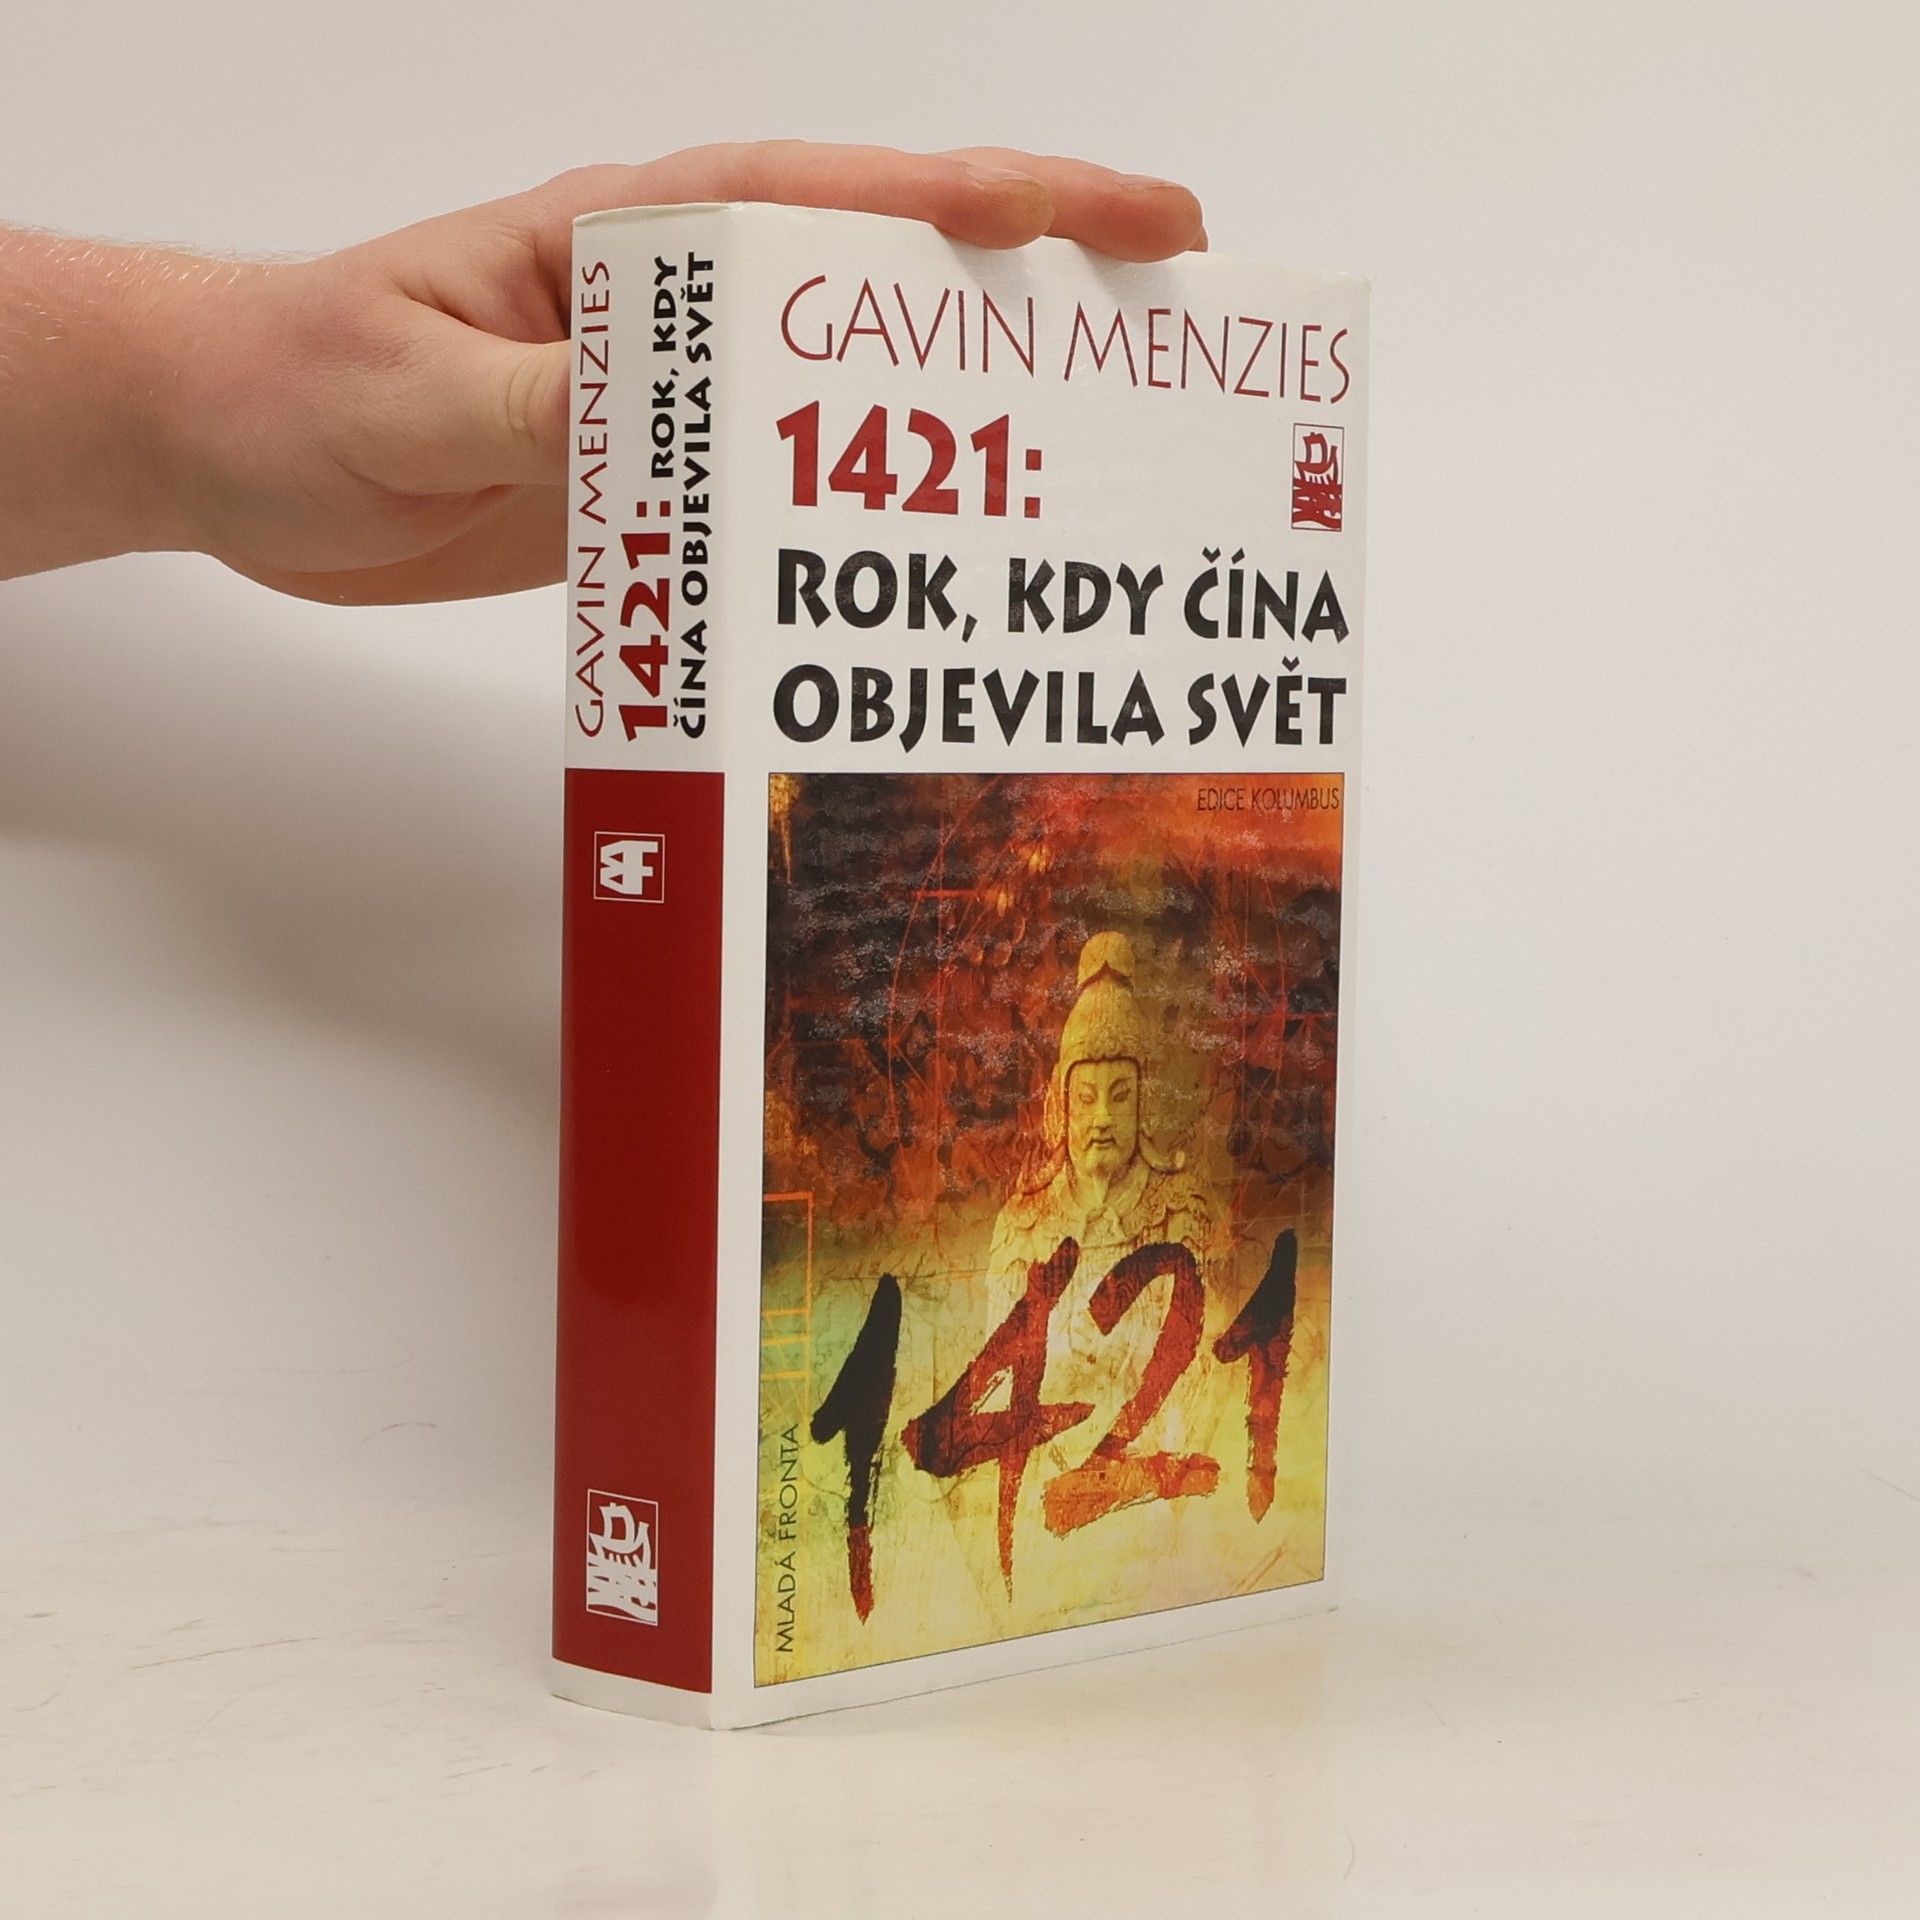 GAVIN MENZIES
1421: ROK, KDY
ČÍNA OBJEVILA SVĚT
GAVIN MENZIES
1421:
ROK, KDY ČÍNA
OBJEVILA SVĚT
EDICE KOLUMBUS
1421
MLADÁ FRONTA